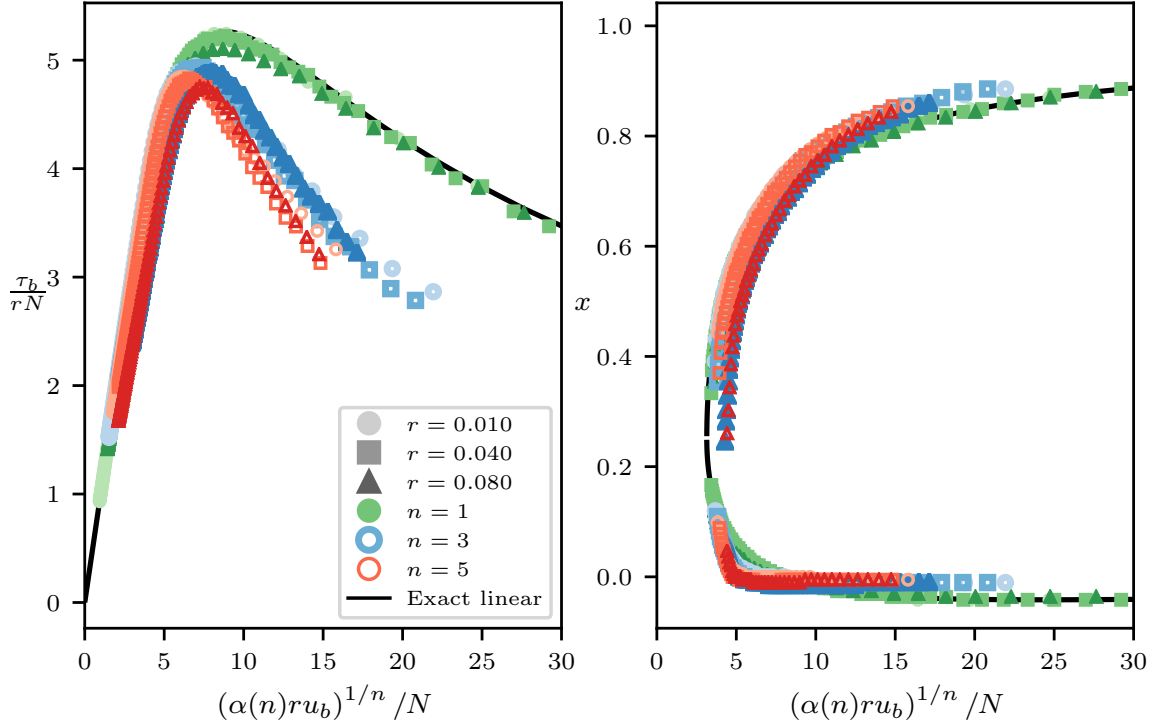 τ_b/rN
5
4
3
2
1
0
r = 0.010
r = 0.040
r = 0.080
n = 1
n = 3
n = 5
Exact linear
0 5 10 15 20 25 30
(α(n)ru_b)^{1/n} /N
x
1.0
0.8
0.6
0.4
0.2
0.0
0 5 10 15 20 25 30
(α(n)ru_b)^{1/n} /N